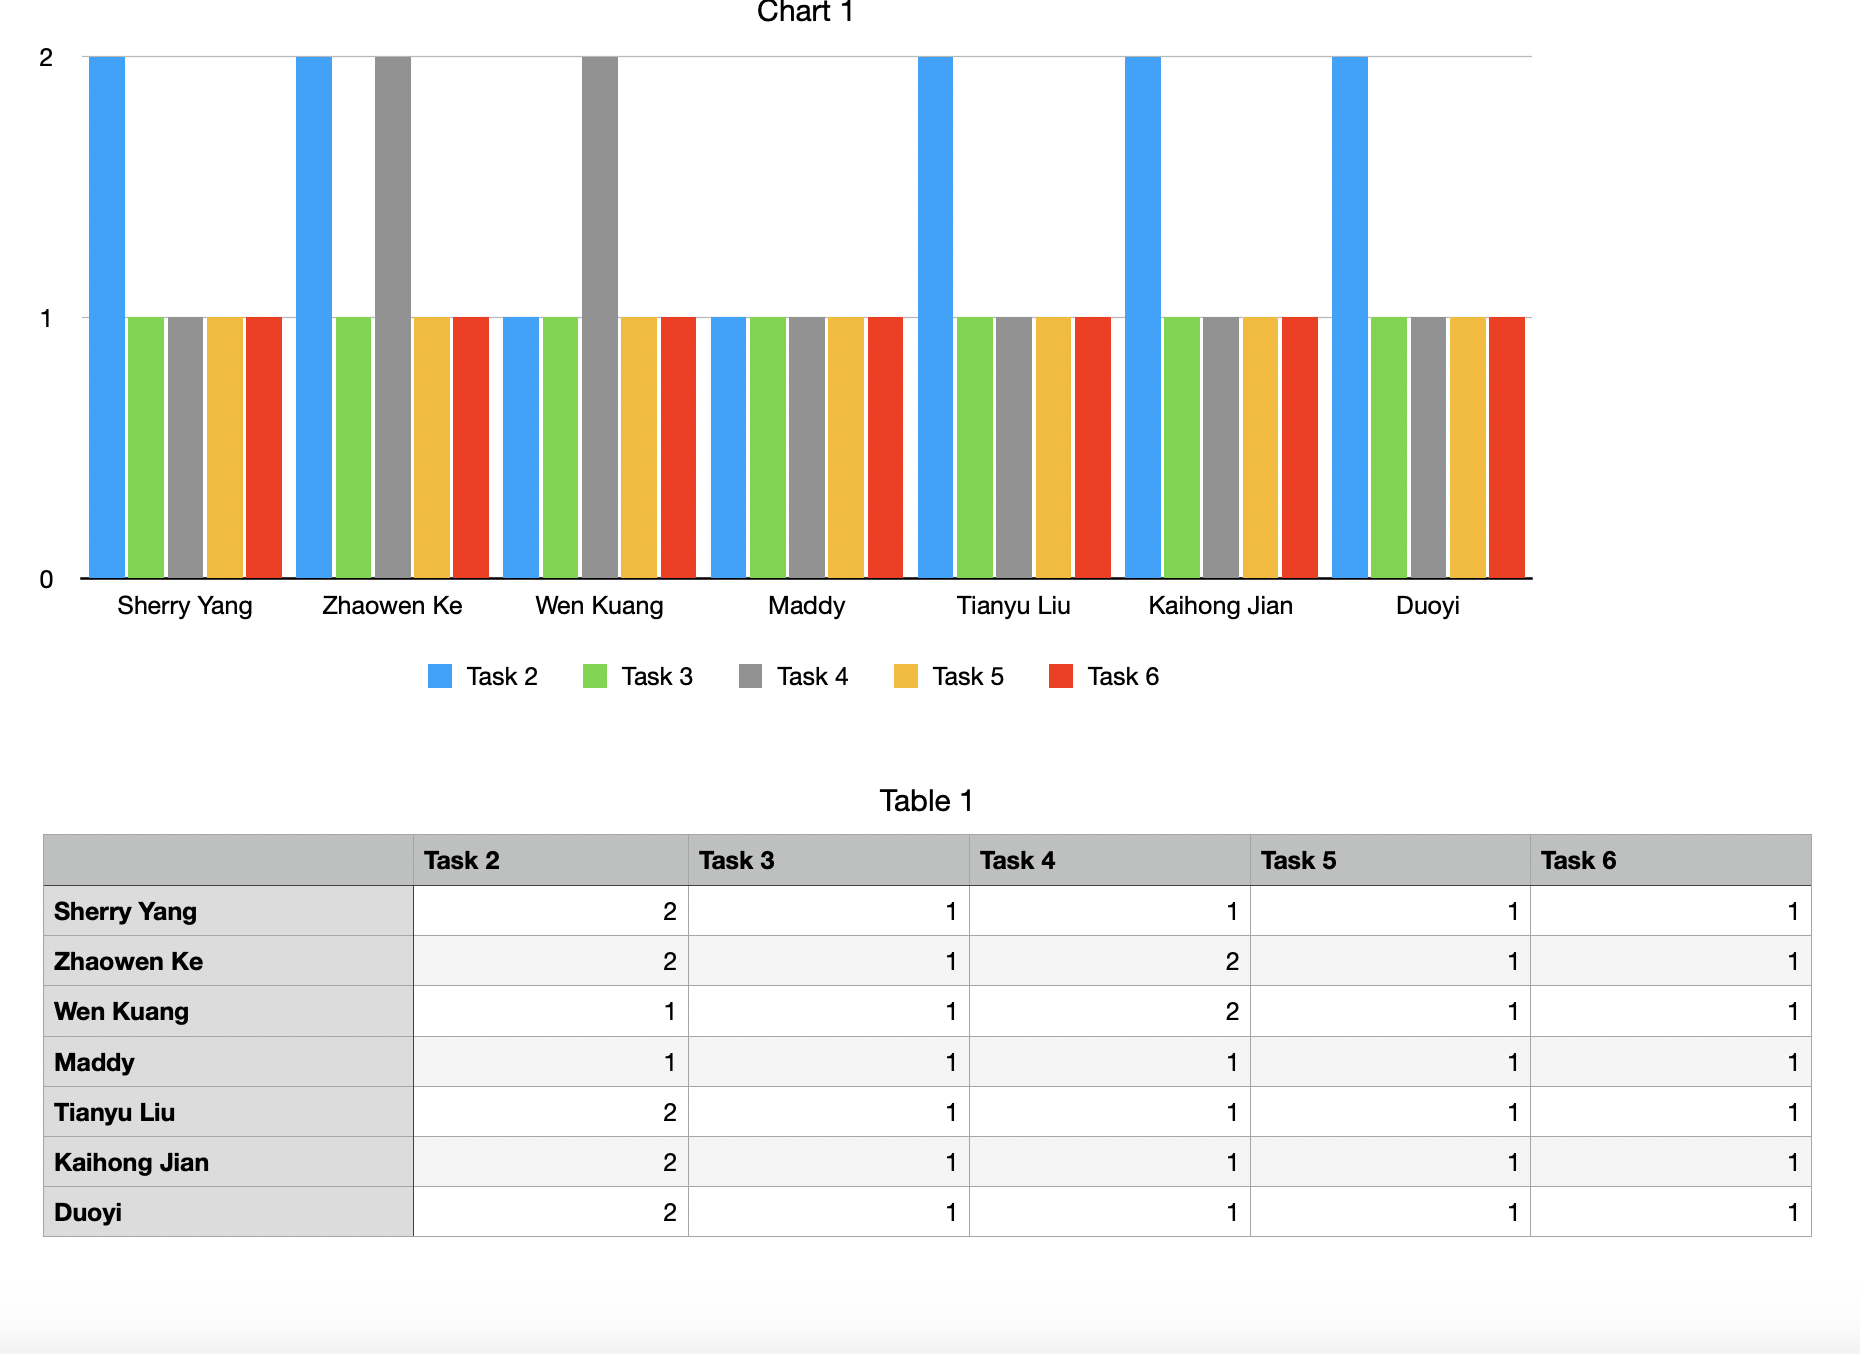 Chart 1
2
1
0
Sherry Yang Zhaowen Ke Wen Kuang Maddy Tianyu Liu Kaihong Jian Duoyi
Task 2 Task 3 Task 4 Task 5 Task 6
Table 1
Task 2 Task 3 Task 4 Task 5 Task 6
Sherry Yang 2 1 1 1 1
Zhaowen Ke 2 1 2 1 1
Wen Kuang 1 1 2 1 1
Maddy 1 1 1 1 1
Tianyu Liu 2 1 1 1 1
Kaihong Jian 2 1 1 1 1
Duoyi 2 1 1 1 1